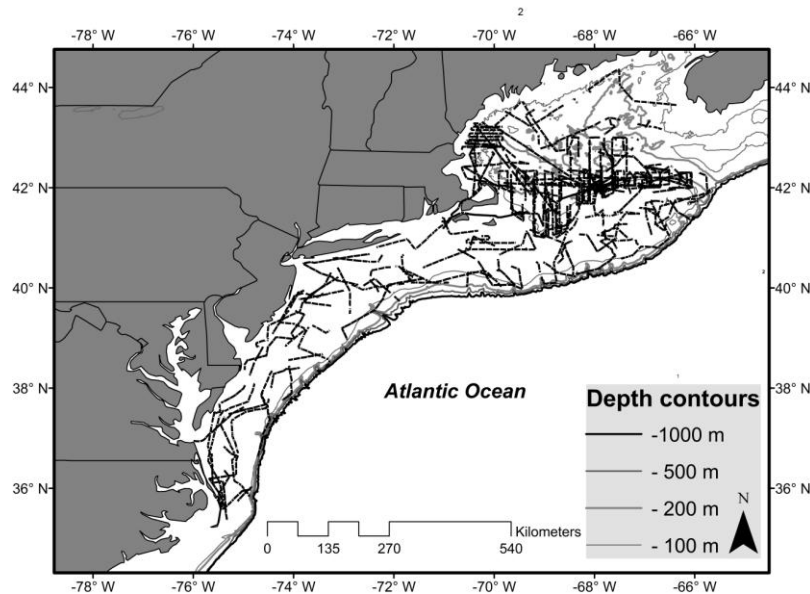 2
-78° W -76° W -74° W -72° W -70° W -68° W -66° W
44° N 44° N
42° N 42° N
40° N 40° N
38° N 38° N
36° N 36° N
Atlantic Ocean
Depth contours
-1000 m
- 500 m
- 200 m
- 100 m
N
Kilometers
0 135 270 540
-78° W -76° W -74° W -72° W -70° W -68° W -66° W